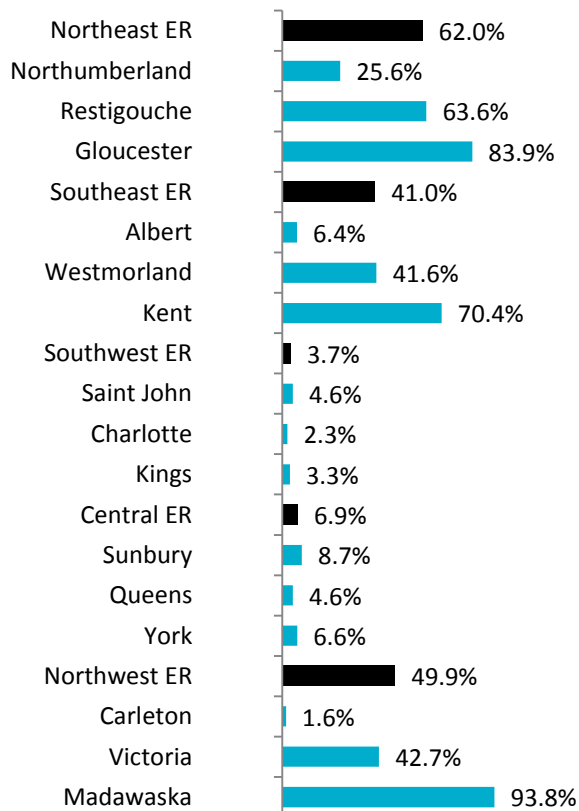 Northeast ER 62.0%
Northumberland 25.6%
Restigouche 63.6%
Gloucester 83.9%
Southeast ER 41.0%
Albert 6.4%
Westmorland 41.6%
Kent 70.4%
Southwest ER 3.7%
Saint John 4.6%
Charlotte 2.3%
Kings 3.3%
Central ER 6.9%
Sunbury 8.7%
Queens 4.6%
York 6.6%
Northwest ER 49.9%
Carleton 1.6%
Victoria 42.7%
Madawaska 93.8%